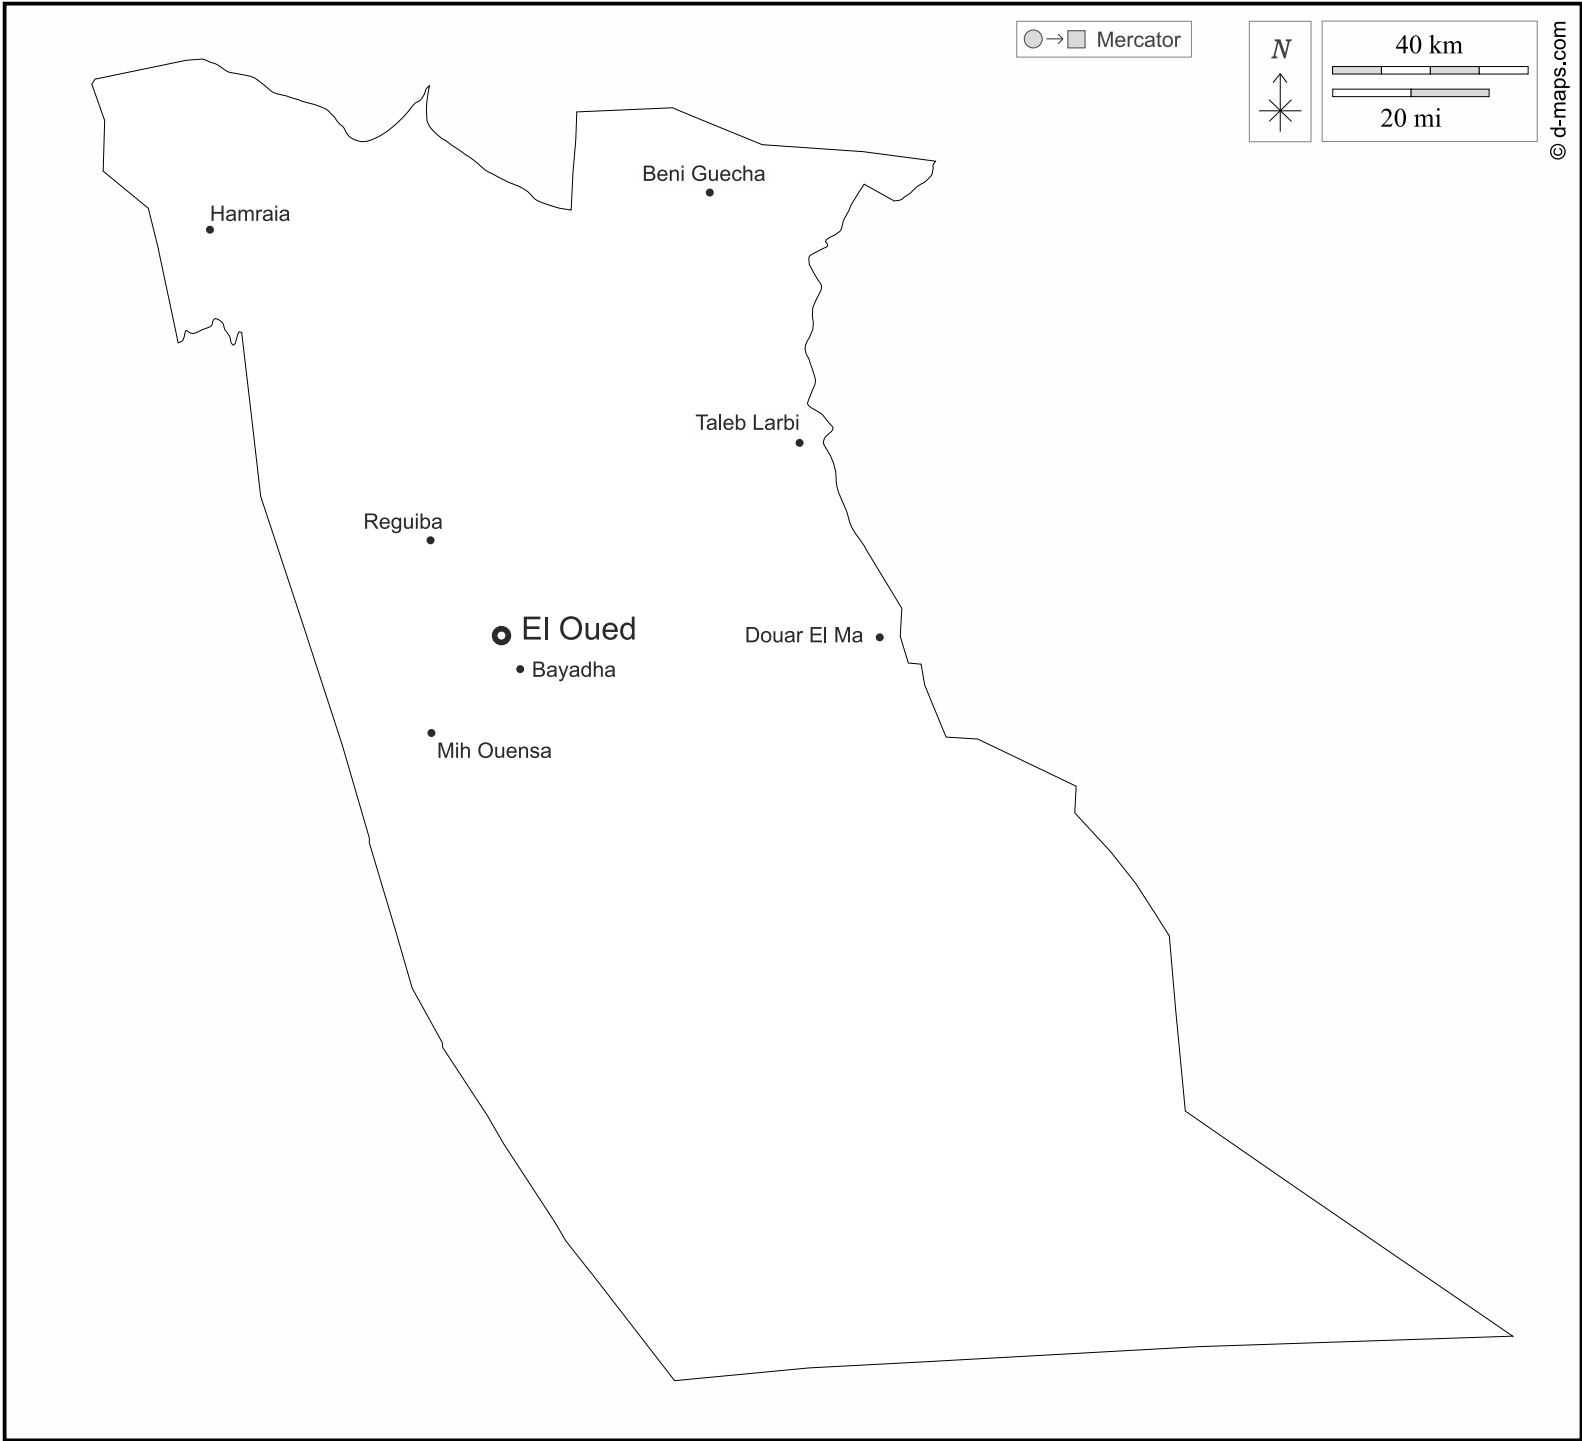 Mercator
N
40 km
20 mi
© d-maps.com
Beni Guecha
Hamraia
Taleb Larbi
Reguiba
El Oued
Douar El Ma
Bayadha
Mih Ouensa